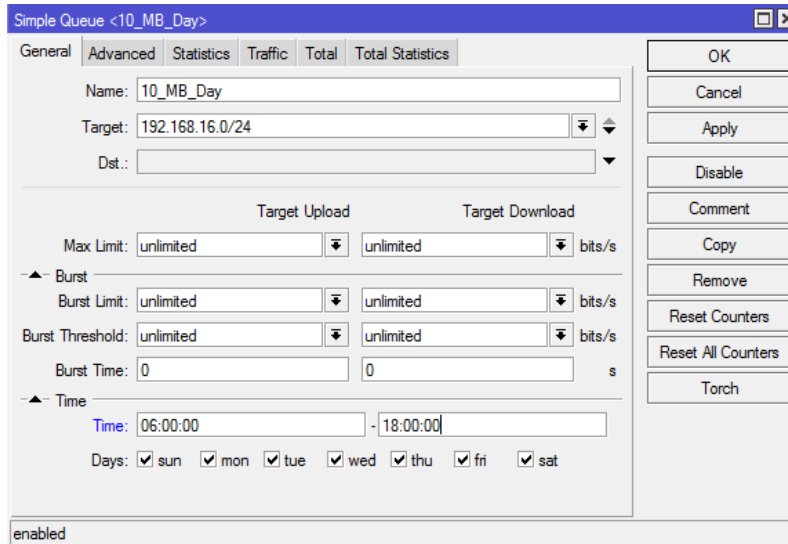 Simple Queue <10_MB_Day>
General Advanced Statistics Traffic Total Total Statistics
Name: 10_MB_Day
Target: 192.168.16.0/24
Dst.:
Target Upload Target Download
Max Limit: unlimited unlimited bits/s
Burst
Burst Limit: unlimited unlimited bits/s
Burst Threshold: unlimited unlimited bits/s
Burst Time: 0 0 s
Time
Time: 06:00:00 - 18:00:00
Days: sun mon tue wed thu fri sat
OK
Cancel
Apply
Disable
Comment
Copy
Remove
Reset Counters
Reset All Counters
Torch
enabled